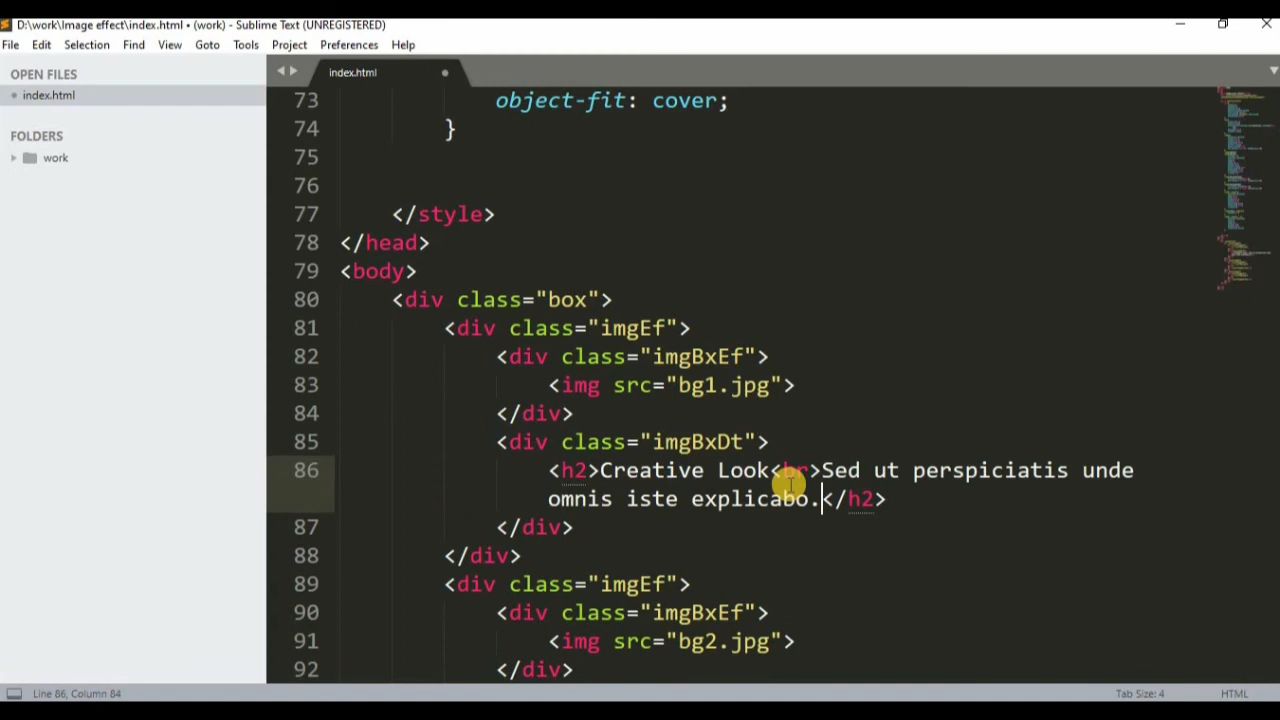 D:\work\Image effect\index.html • (work) - Sublime Text (UNREGISTERED)
File Edit Selection Find View Goto Tools Project Preferences Help
OPEN FILES
index.html
FOLDERS
work
index.html
73 object-fit: cover;
74 }
75
76
77 </style>
78 </head>
79 <body>
80 <div class="box">
81 <div class="imgEf">
82 <div class="imgBxEf">
83 <img src="bg1.jpg">
84 </div>
85 <div class="imgBxDt">
86 <h2>Creative Look<br>Sed ut perspiciatis unde
omnis iste explicabo.</h2>
87 </div>
88 </div>
89 <div class="imgEf">
90 <div class="imgBxEf">
91 <img src="bg2.jpg">
92 </div>
Line 86, Column 84 Tab Size: 4 HTML